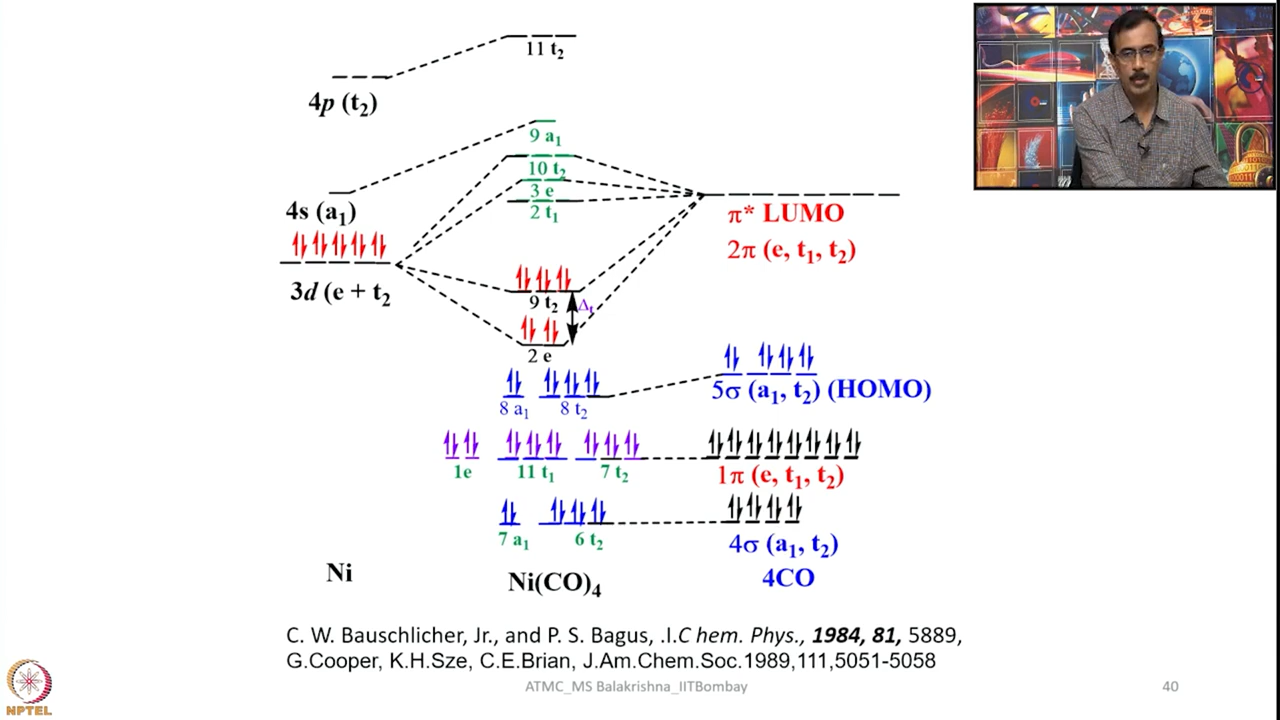 11 t₂
4p (t₂)
9 a₁
10 t₂
3 e
2 t₁
4s (a₁)
π* LUMO
2π (e, t₁, t₂)
3d (e + t₂
9 t₂
Δₜ
2 e
5σ (a₁, t₂) (HOMO)
8 a₁ 8 t₂
1e 11 t₁ 7 t₂
1π (e, t₁, t₂)
7 a₁ 6 t₂
4σ (a₁, t₂)
Ni Ni(CO)₄ 4CO
C. W. Bauschlicher, Jr., and P. S. Bagus, .I.C hem. Phys., 1984, 81, 5889,
G.Cooper, K.H.Sze, C.E.Brian, J.Am.Chem.Soc.1989,111,5051-5058
ATMC_MS Balakrishna_IITBombay 40
NPTEL